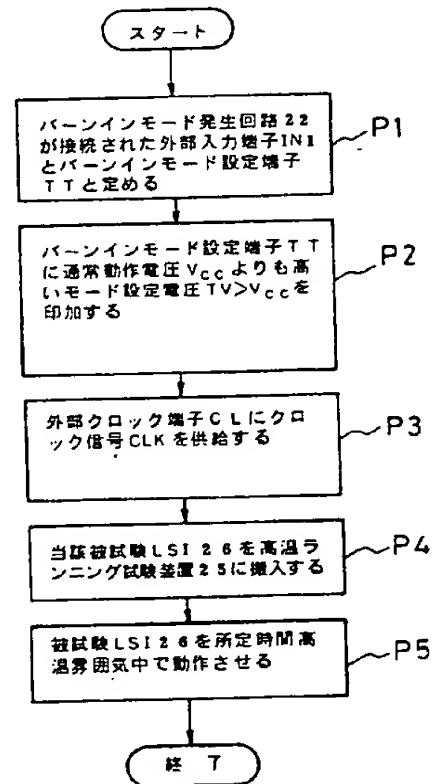 スタート
バーンインモード発生回路22
が接続された外部入力端子IN1
とバーンインモード設定端子
TTと定める
P1
バーンインモード設定端子TT
に通常動作電圧VCCよりも高
いモード設定電圧TV>VCCを
印加する
P2
外部クロック端子CLにクロ
ック信号CLKを供給する
P3
当該被試験LSI26を高温ラ
ンニング試験装置25に搬入する
P4
被試験LSI26を所定時間高
温雰囲気中で動作させる
P5
終了